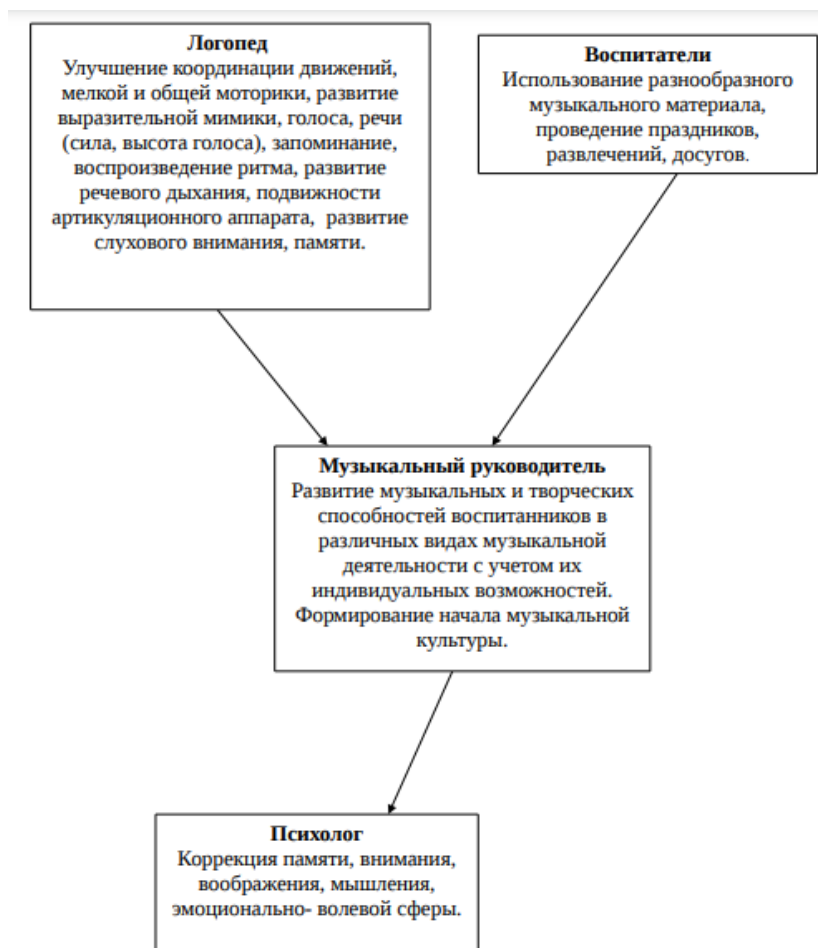 Логопед
Улучшение координации движений,
мелкой и общей моторики, развитие
выразительной мимики, голоса, речи
(сила, высота голоса), запоминание,
воспроизведение ритма, развитие
речевого дыхания, подвижности
артикуляционного аппарата, развитие
слухового внимания, памяти.
Воспитатели
Использование разнообразного
музыкального материала,
проведение праздников,
развлечений, досугов.
Музыкальный руководитель
Развитие музыкальных и творческих
способностей воспитанников в
различных видах музыкальной
деятельности с учетом их
индивидуальных возможностей.
Формирование начала музыкальной
культуры.
Психолог
Коррекция памяти, внимания,
воображения, мышления,
эмоционально- волевой сферы.